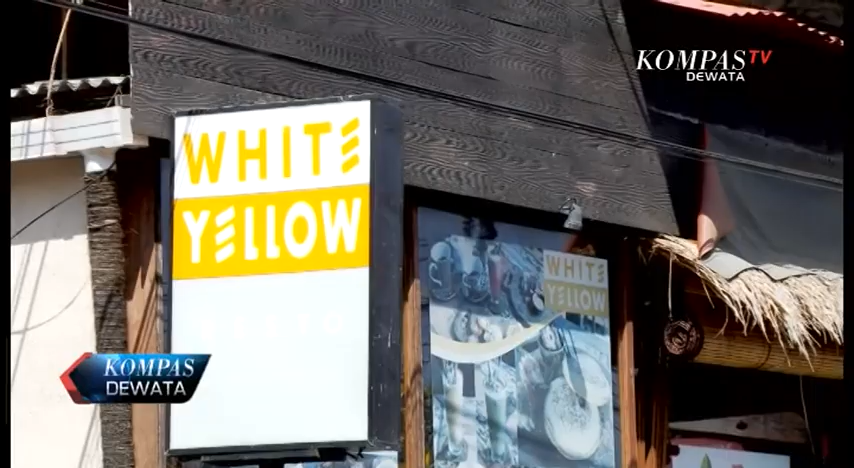 KOMPAS TV
DEWATA
WHITE
YELLOW
WHITE
YELLOW
KOMPAS
DEWATA